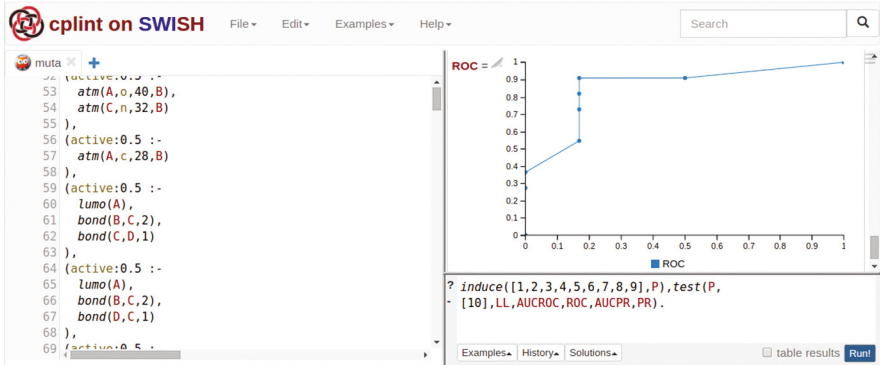 cplint on SWISH
File
Edit
Examples
Help
Search
muta
52 (active:0.5 :-
53 atm(A,o,40,B),
54 atm(C,n,32,B)
55 ),
56 (active:0.5 :-
57 atm(A,c,28,B)
58 ),
59 (active:0.5 :-
60 lumo(A),
61 bond(B,C,2),
62 bond(C,D,1)
63 ),
64 (active:0.5 :-
65 lumo(A),
66 bond(B,C,2),
67 bond(D,C,1)
68 ),
69 (active:0.5 :-
ROC =
1
0.9
0.8
0.7
0.6
0.5
0.4
0.3
0.2
0.1
0
0 0.1 0.2 0.3 0.4 0.5 0.6 0.7 0.8 0.9 1
ROC
?- induce([1,2,3,4,5,6,7,8,9],P),test(P,
[10],LL,AUCROC,ROC,AUCPR,PR).
Examples History Solutions table results Run!